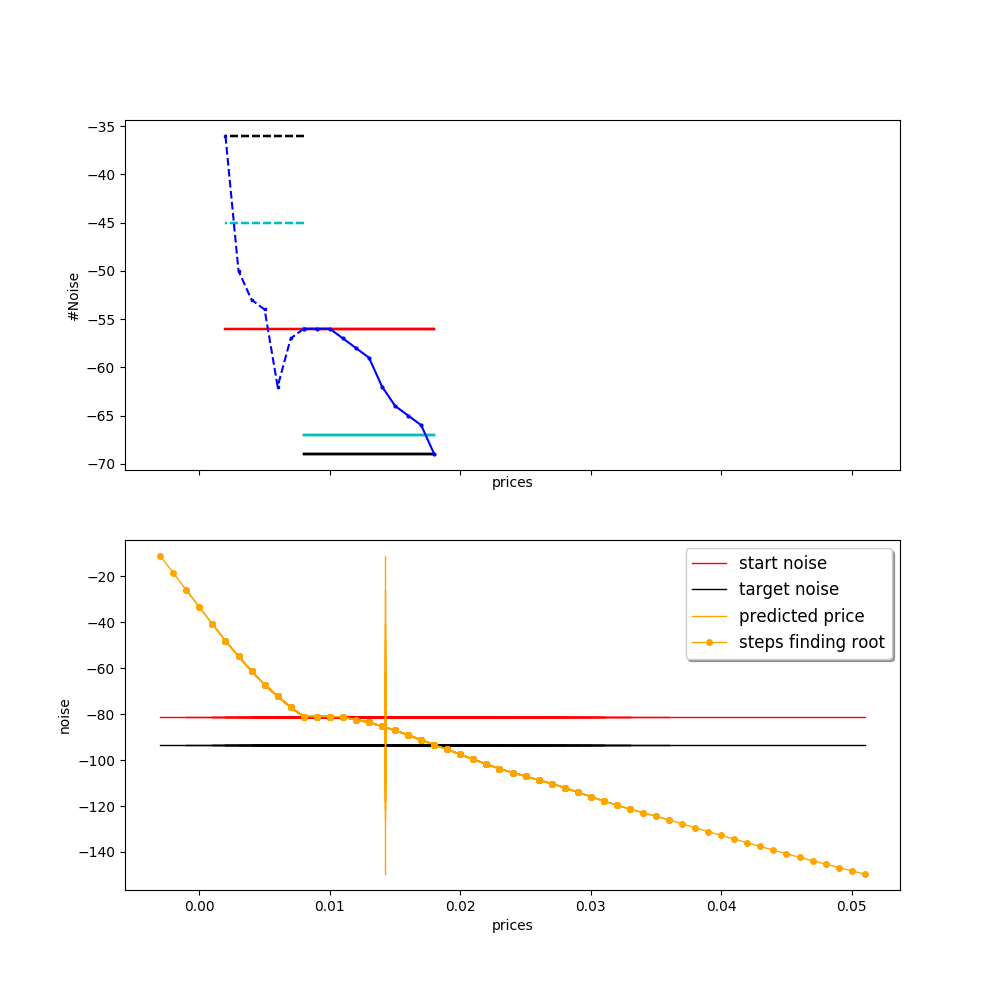 −35
−40
−45
−50
−55
−60
−65
−70
#Noise
prices
−20
−40
−60
−80
−100
−120
−140
noise
start noise
target noise
predicted price
steps finding root
0.00 0.01 0.02 0.03 0.04 0.05
prices